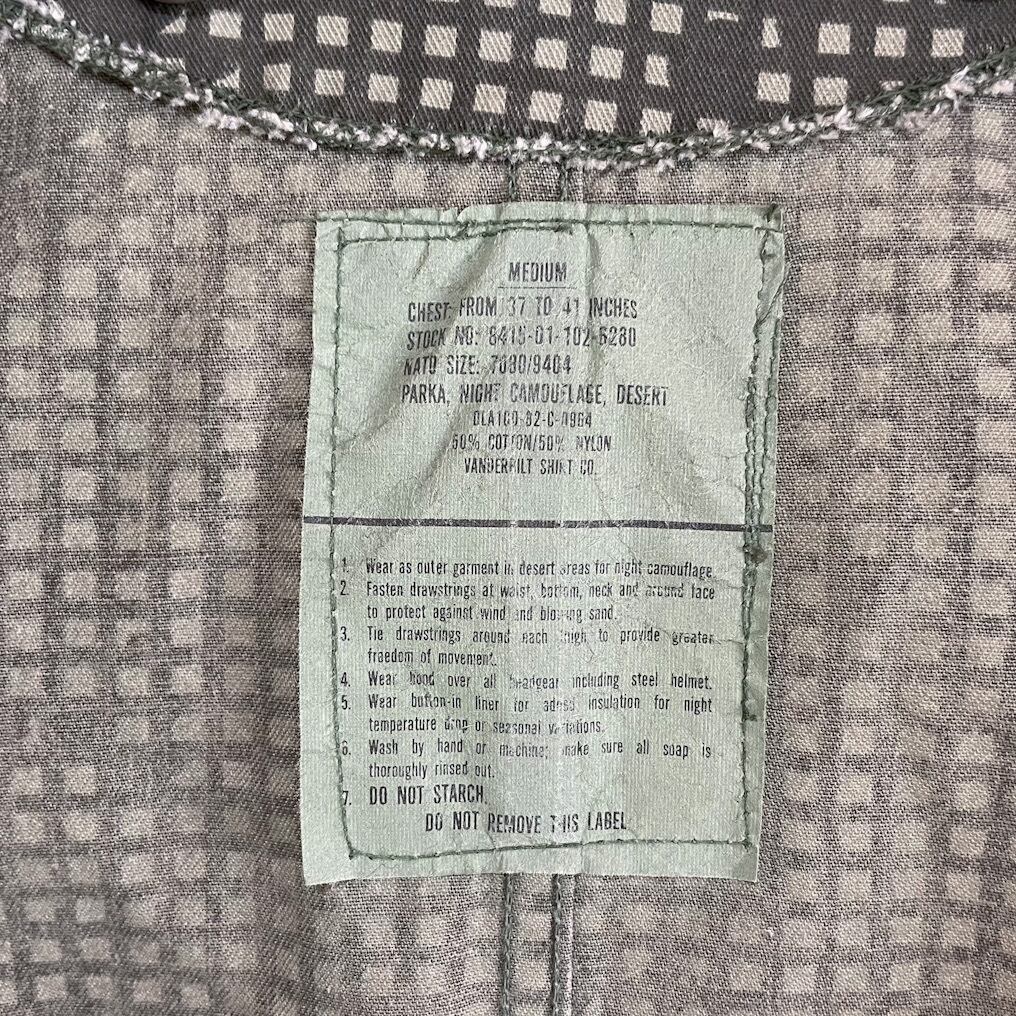 MEDIUM
CHEST: FROM 37 TO 41 INCHES
STOCK NO: 8415-01-102-6280
NATO SIZE: 7080/9404
PARKA, NIGHT CAMOUFLAGE, DESERT
DLA100-82-C-0964
50% COTTON/50% NYLON
VANDERBILT SHIRT CO.
1. Wear as outer garment in desert areas for night camouflage
2. Fasten drawstrings at waist, bottom, neck and around face
to protect against wind and blowing sand.
3. Tie drawstrings around each thigh to provide greater
freedom of movement.
4. Wear hood over all headgear including steel helmet.
5. Wear button-in liner for added insulation for night
temperature drop or seasonal variations.
6. Wash by hand or machine; make sure all soap is
thoroughly rinsed out.
7. DO NOT STARCH.
DO NOT REMOVE THIS LABEL